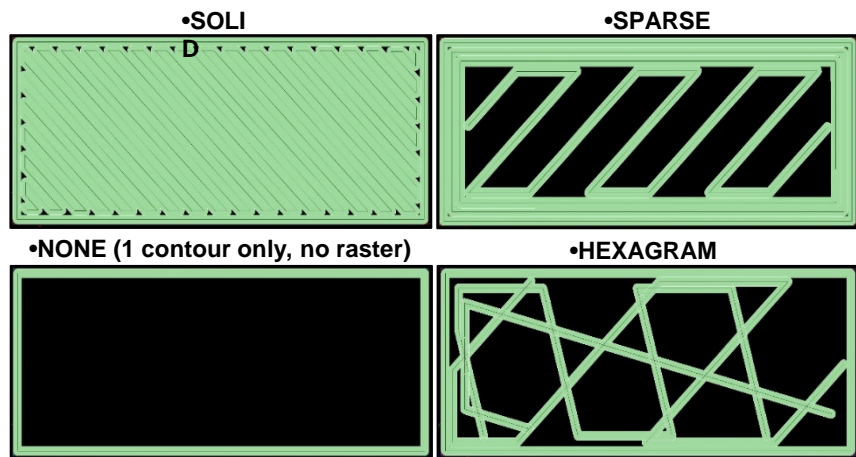 •SOLI
D
•SPARSE
•NONE (1 contour only, no raster)
•HEXAGRAM